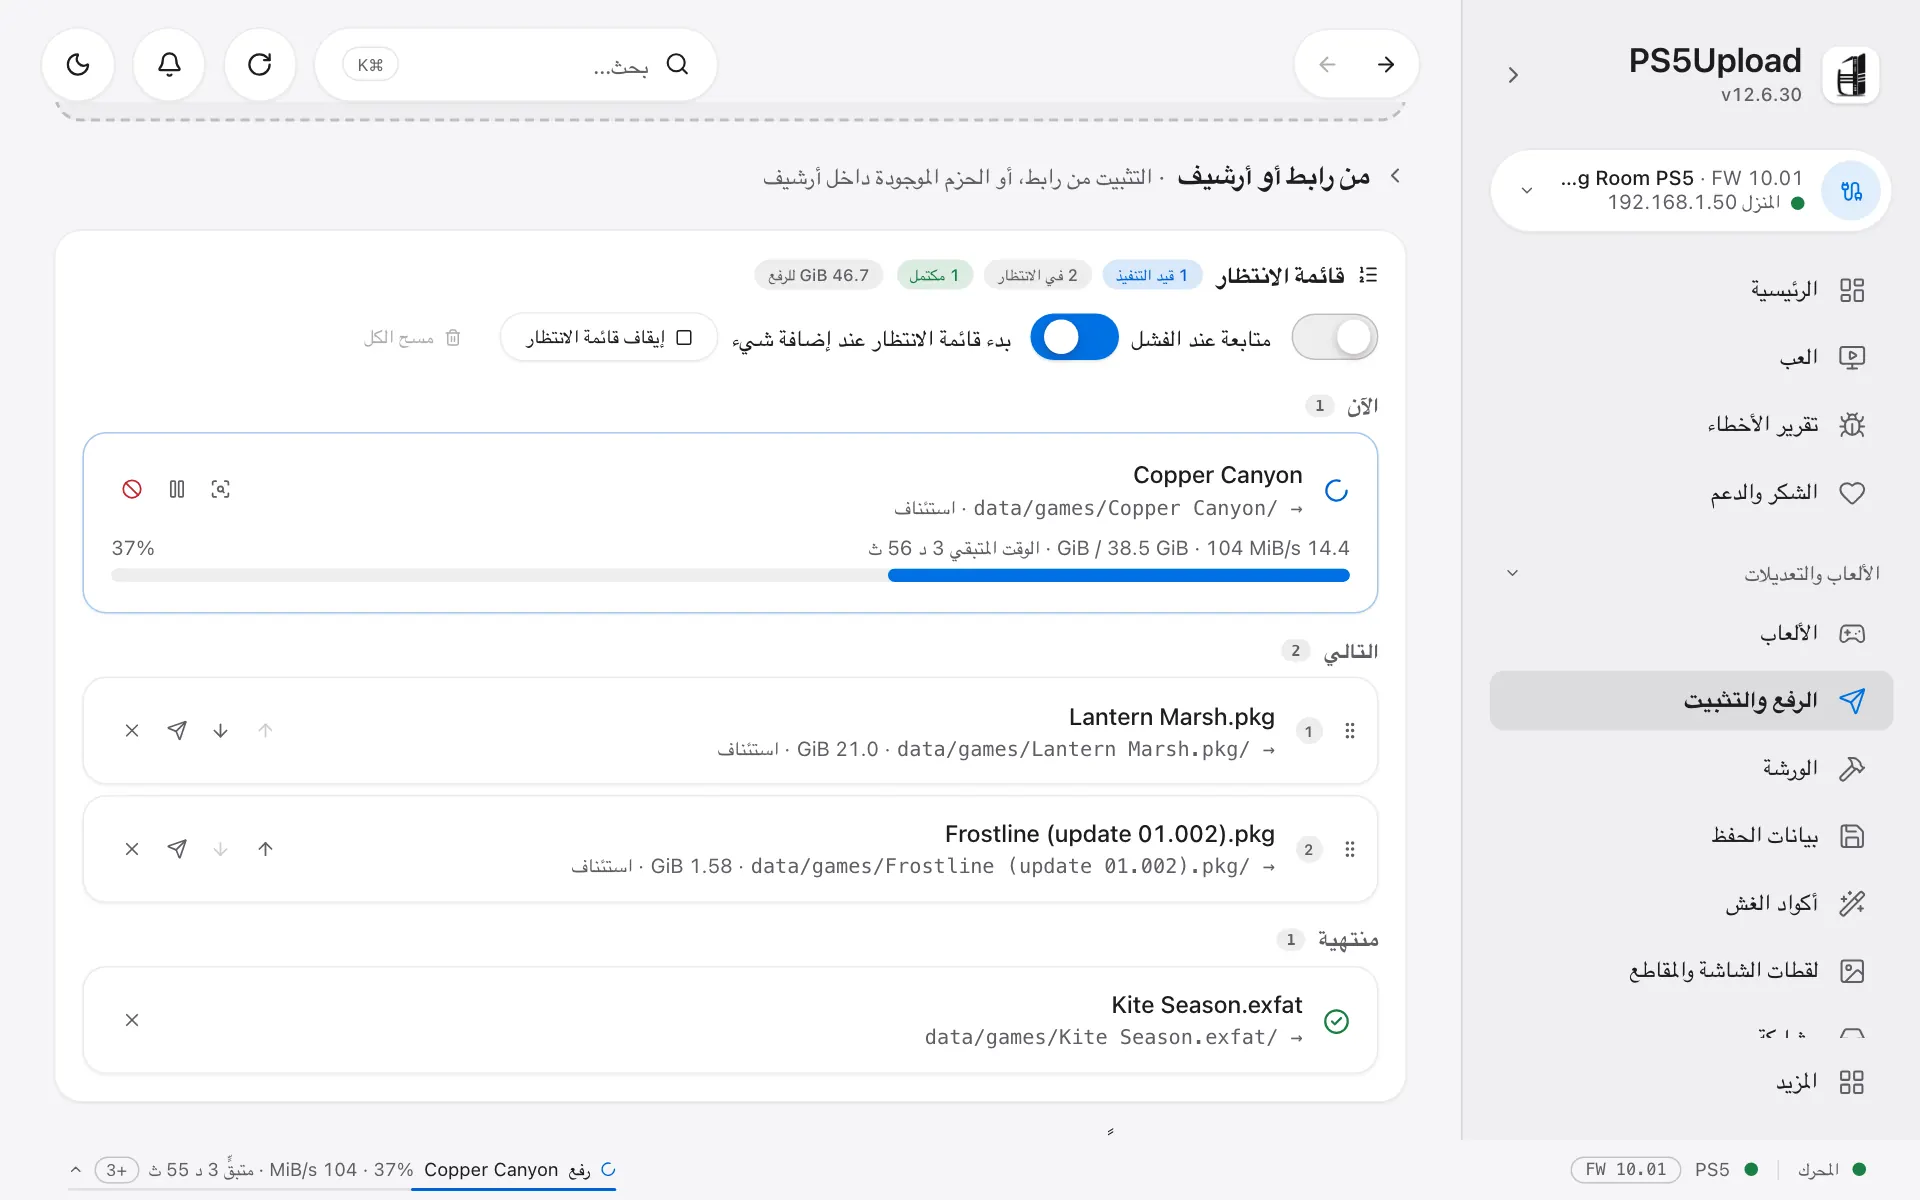 PS5Upload
v12.6.30
...g Room PS5 · FW 10.01
المنزل 192.168.1.50
الرئيسية
العب
تقرير الأخطاء
الشكر والدعم
الألعاب والتعديلات
الألعاب
الرفع والتثبيت
الورشة
بيانات الحفظ
أكواد الغش
لقطات الشاشة والمقاطع
المزيد
بحث...
⌘K
من رابط أو أرشيف · التثبيت من رابط، أو الحزم الموجودة داخل أرشيف
قائمة الانتظار
1 قيد التنفيذ
2 في الانتظار
1 مكتمل
46.7 GiB للرفع
متابعة عند الفشل
بدء قائمة الانتظار عند إضافة شيء
إيقاف قائمة الانتظار
مسح الكل
الآن 1
Copper Canyon
→ data/games/Copper Canyon/ · استئناف
14.4 GiB / 38.5 GiB · 104 MiB/s · الوقت المتبقي 3 د 56 ث
37%
التالي 2
1
Lantern Marsh.pkg
→ data/games/Lantern Marsh.pkg/ · 21.0 GiB · استئناف
2
Frostline (update 01.002).pkg
→ data/games/Frostline (update 01.002).pkg/ · 1.58 GiB · استئناف
منتهية 1
Kite Season.exfat
→ data/games/Kite Season.exfat/
المحرك
PS5
FW 10.01
رفع Copper Canyon 37% · 104 MiB/s · متبقٍّ 3 د 55 ث
3+